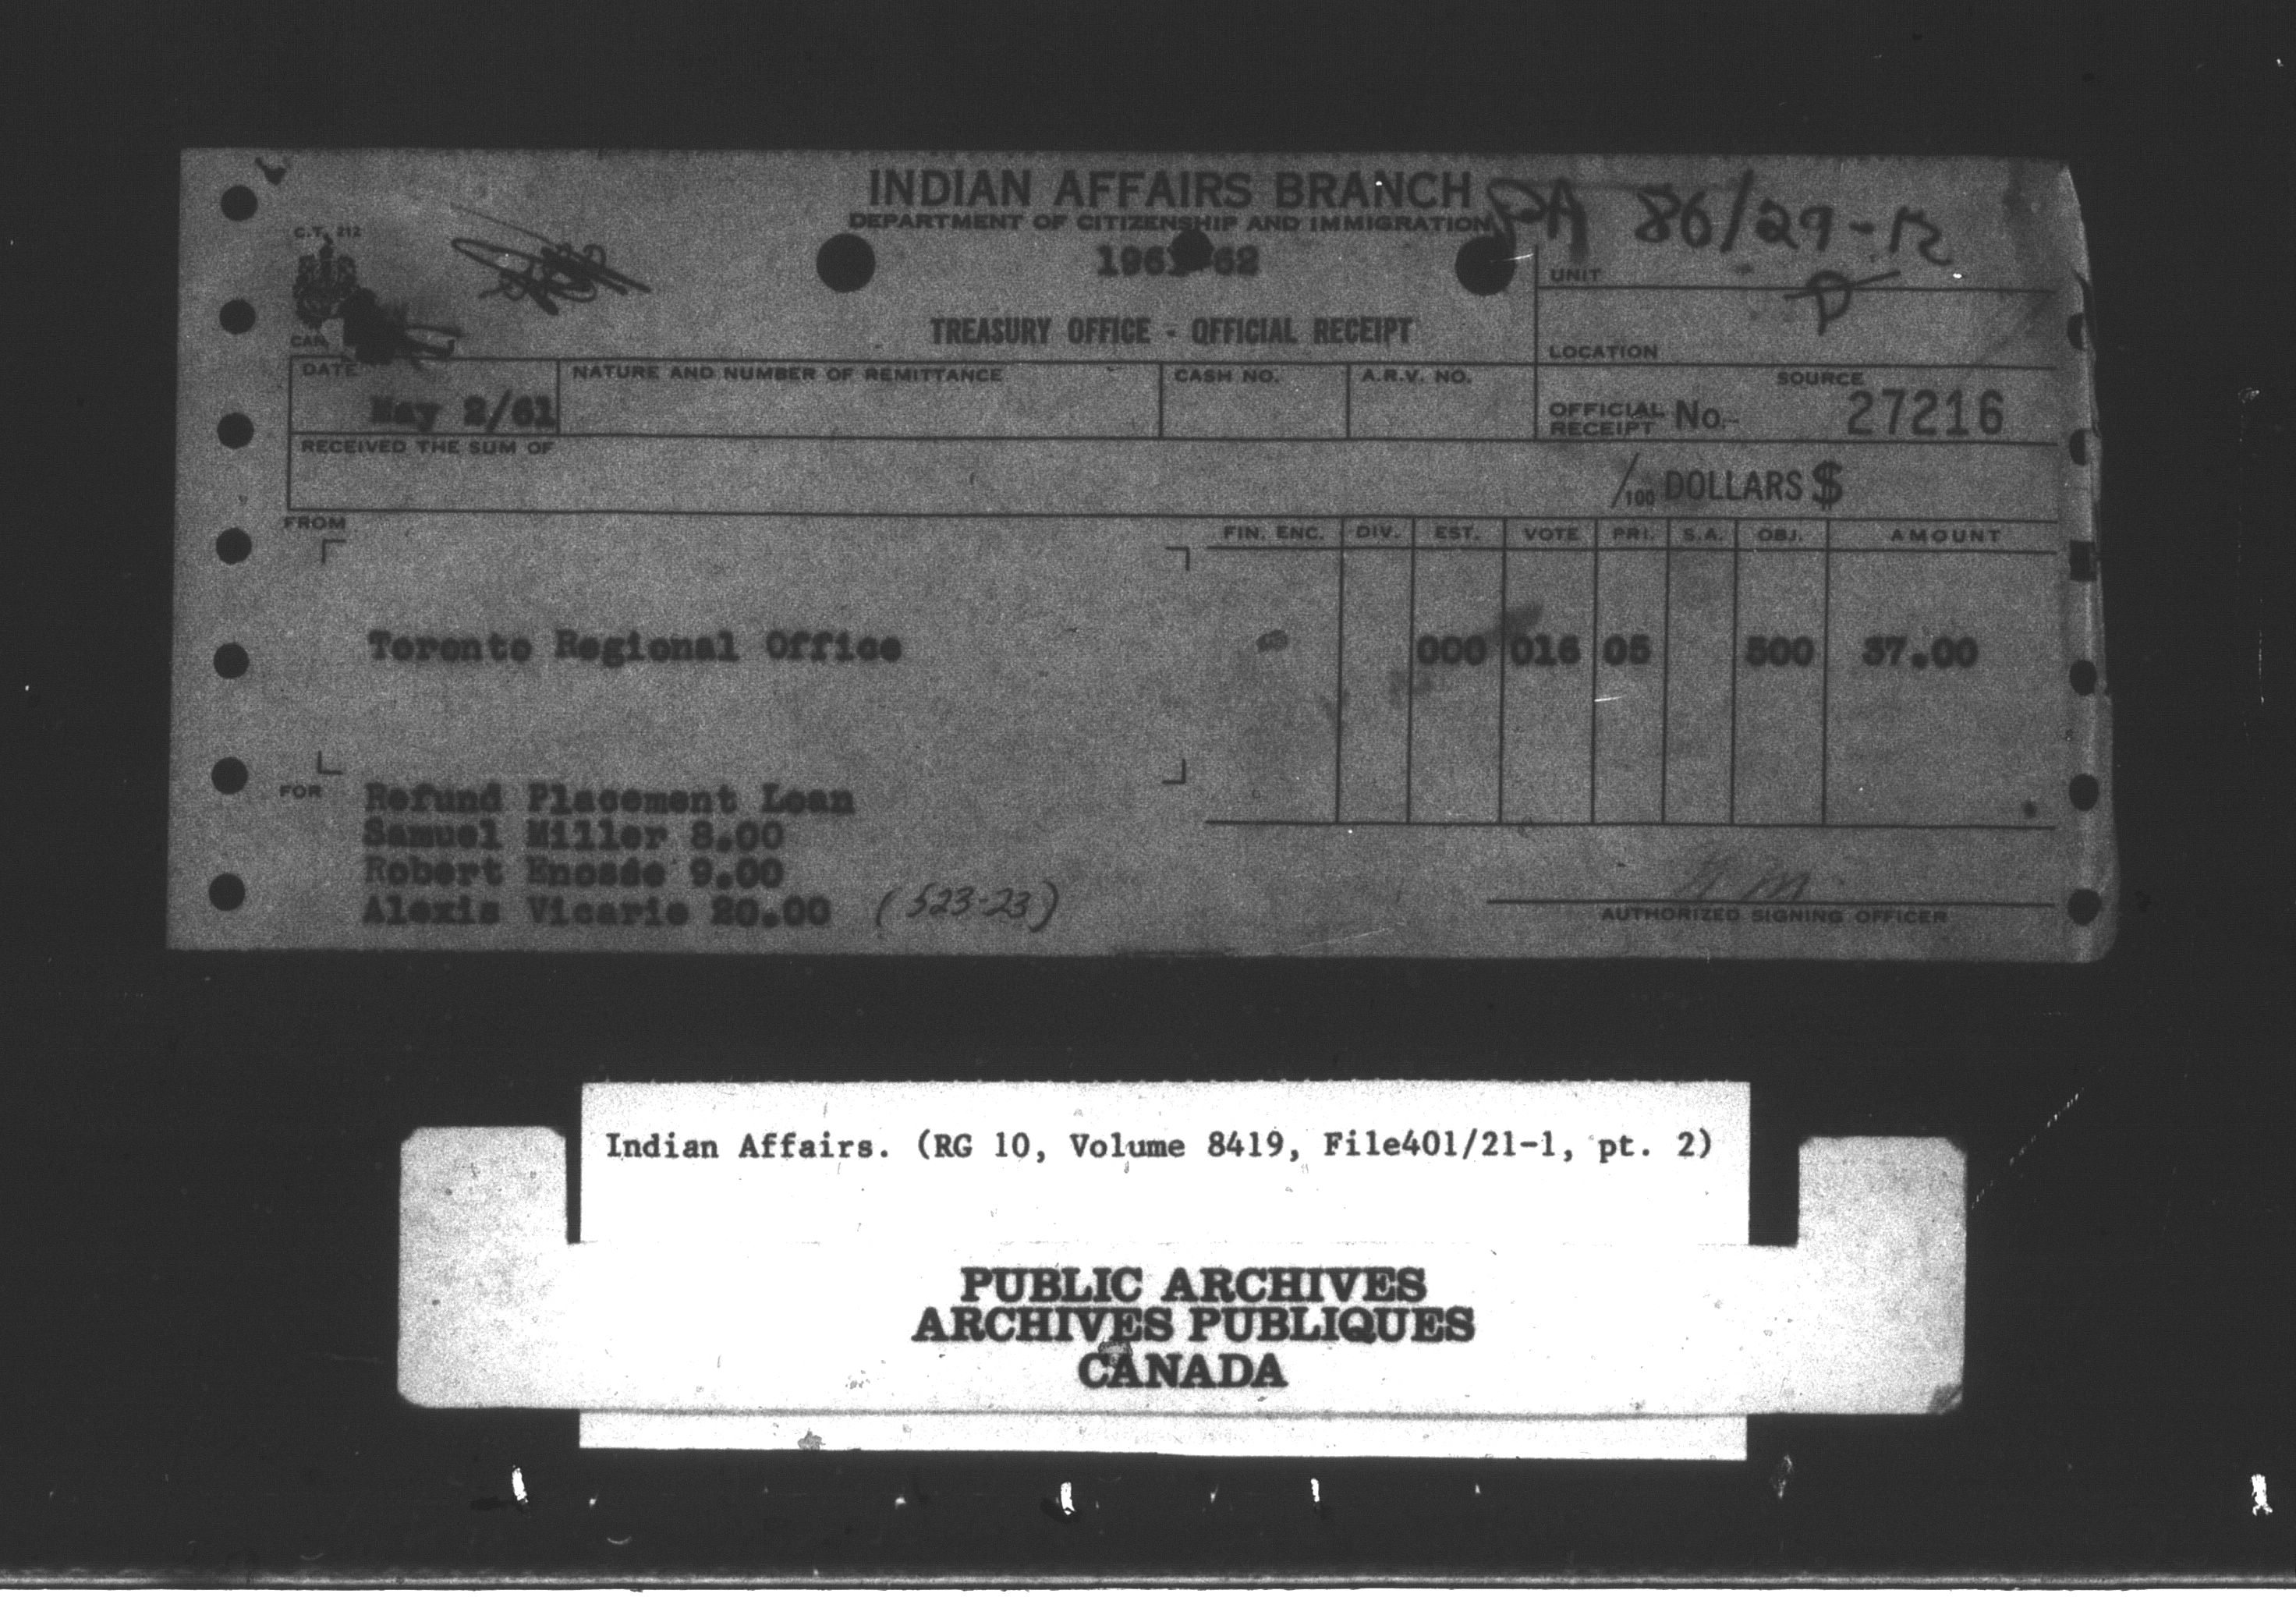 INDIAN AFFAIRS BRANCH
DEPARTMENT OF CITIZENSHIP AND IMMIGRATION
PA 86/29-12
C.T. 212
1961-62
UNIT
TREASURY OFFICE - OFFICIAL RECEIPT
LOCATION
DATE NATURE AND NUMBER OF REMITTANCE CASH NO. A.R.V. NO. SOURCE
May 2/61 OFFICIAL RECEIPT No. 27216
RECEIVED THE SUM OF
/100 DOLLARS $
FROM
FIN. ENC. DIV. EST. VOTE PRI. S.A. OBJ. AMOUNT
Toronto Regional Office 000 016 05 500 37.00
FOR Refund Placement Loan
Samuel Miller 8.00
Robert Enosse 9.00
Alexis Vicaric 20.00 (523-23)
AUTHORIZED SIGNING OFFICER
Indian Affairs. (RG 10, Volume 8419, File401/21-1, pt. 2)
PUBLIC ARCHIVES
ARCHIVES PUBLIQUES
CANADA